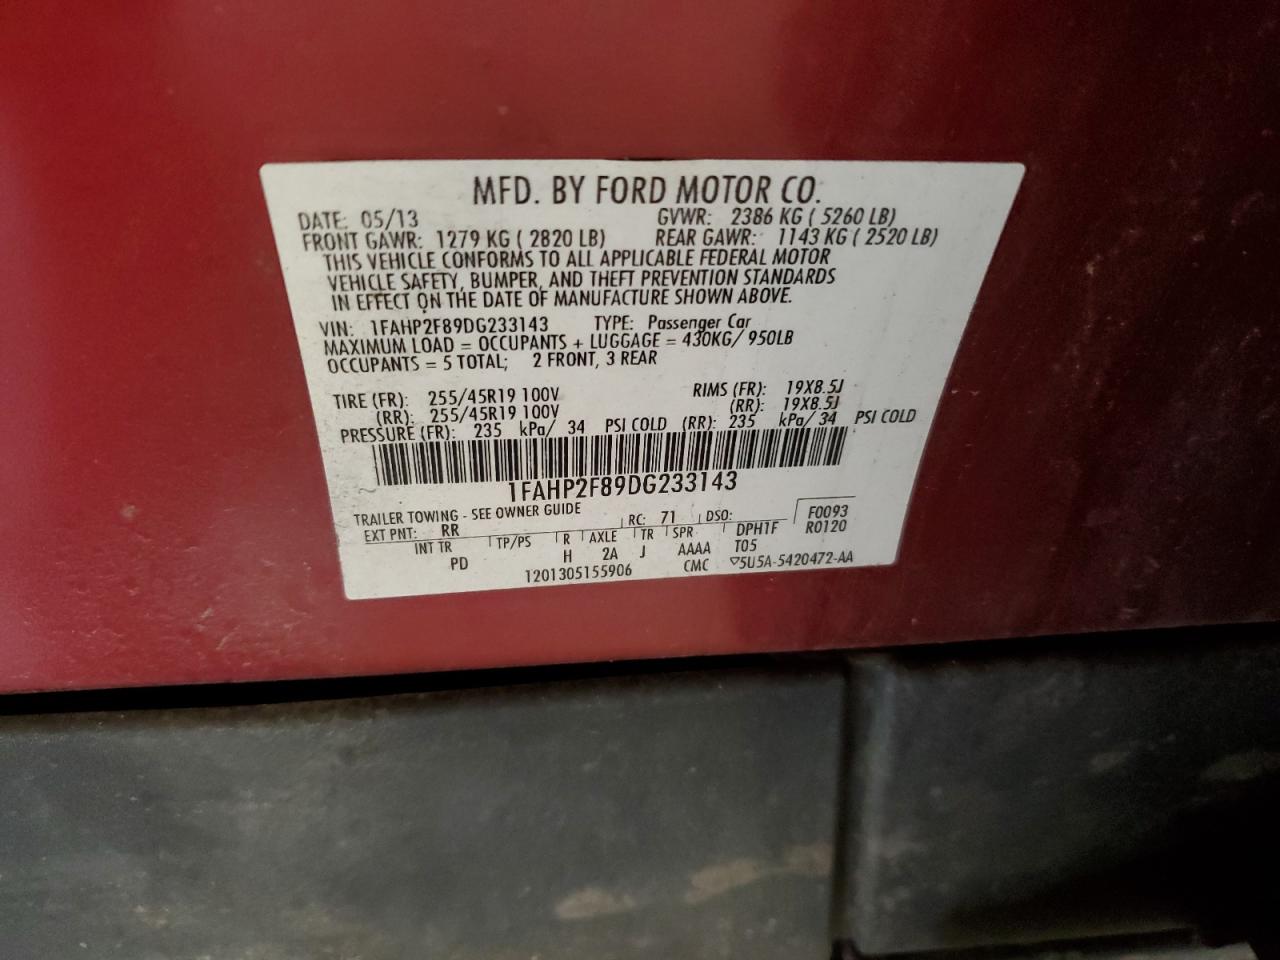 MFD. BY FORD MOTOR CO.
DATE: 05/13 GVWR: 2386 KG ( 5260 LB)
FRONT GAWR: 1279 KG ( 2820 LB) REAR GAWR: 1143 KG ( 2520 LB)
THIS VEHICLE CONFORMS TO ALL APPLICABLE FEDERAL MOTOR
VEHICLE SAFETY, BUMPER, AND THEFT PREVENTION STANDARDS
IN EFFECT ON THE DATE OF MANUFACTURE SHOWN ABOVE.
VIN: 1FAHP2F89DG233143 TYPE: Passenger Car
MAXIMUM LOAD = OCCUPANTS + LUGGAGE = 430KG/ 950LB
OCCUPANTS = 5 TOTAL; 2 FRONT, 3 REAR
TIRE (FR): 255/45R19 100V RIMS (FR): 19X8.5J
(RR): 255/45R19 100V (RR): 19X8.5J
PRESSURE (FR): 235 kPa/ 34 PSI COLD (RR): 235 kPa/ 34 PSI COLD
1FAHP2F89DG233143
TRAILER TOWING - SEE OWNER GUIDE F0093
EXT PNT: RR RC: 71 DSO: R0120
INT TR TP/PS R AXLE TR SPR DPH1F
PD H 2A J AAAA T05
1201305155906 CMC ▽5U5A-5420472-AA